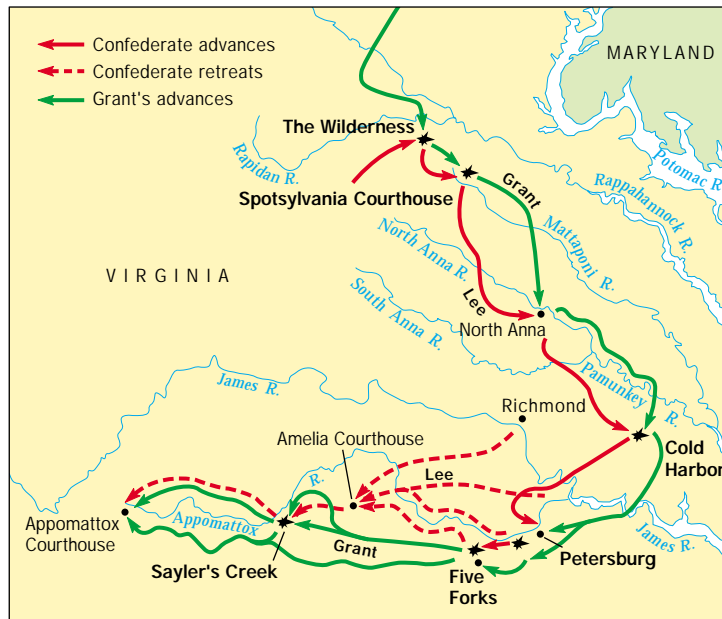 Confederate advances
Confederate retreats
Grant's advances
MARYLAND
The Wilderness
Rapidan R.
Potomac R.
Spotsylvania Courthouse
Grant
Rappahannock R.
Mattaponi R.
North Anna R.
VIRGINIA
South Anna R.
Lee
North Anna
Pamunkey R.
James R.
Richmond
Amelia Courthouse
Cold
Harbor
Lee
R.
Appomattox
Appomattox
Courthouse
James R.
Grant
Sayler's Creek
Petersburg
Five
Forks